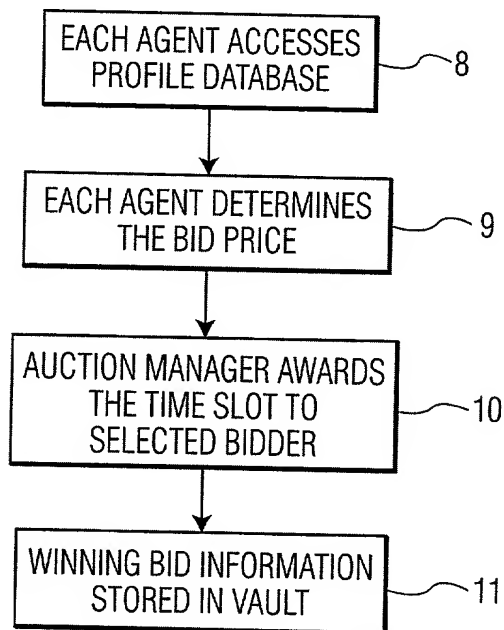 EACH AGENT ACCESSES
PROFILE DATABASE
8
EACH AGENT DETERMINES
THE BID PRICE
9
AUCTION MANAGER AWARDS
THE TIME SLOT TO
SELECTED BIDDER
10
WINNING BID INFORMATION
STORED IN VAULT
11